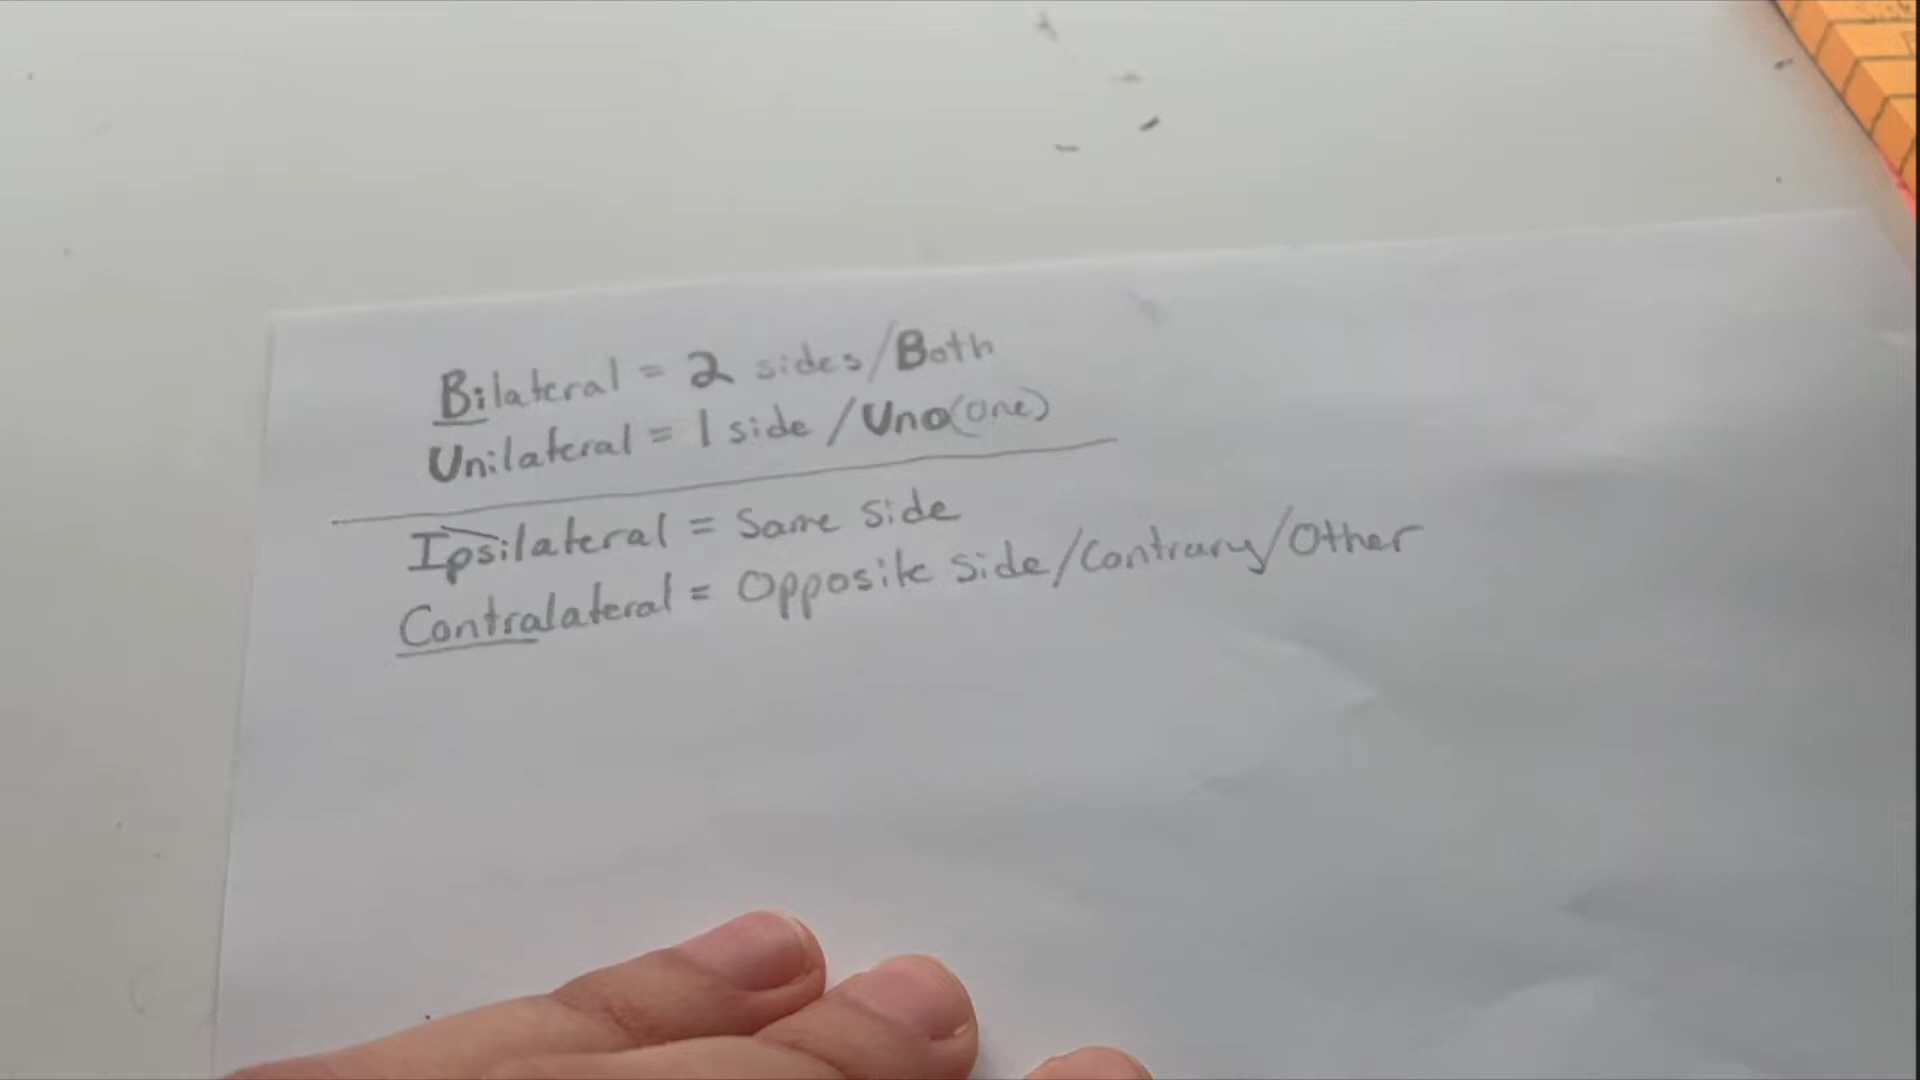 Bilateral = 2 sides/Both
Unilateral = 1 side /Uno(one)
Ipsilateral = Same side
Contralateral = Opposite side/Contrary/Other